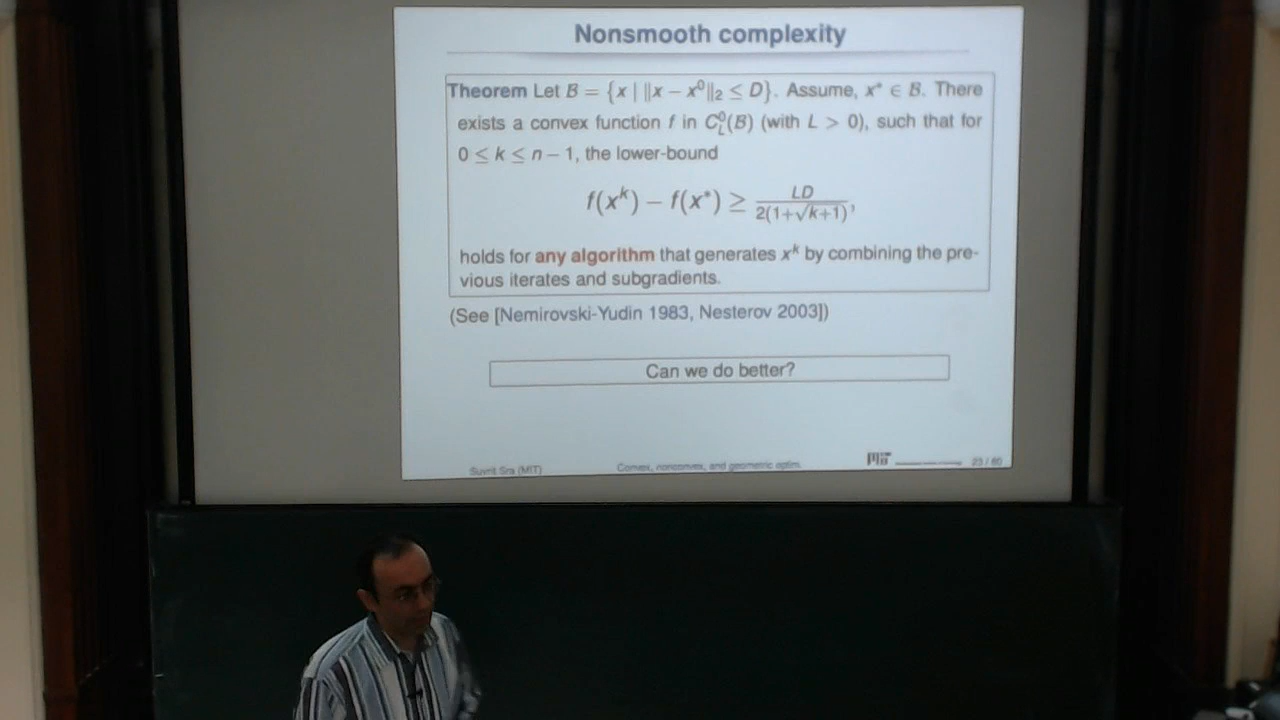 Nonsmooth complexity
Theorem Let B = {x | ‖x − x⁰‖₂ ≤ D}. Assume, x* ∈ B. There
exists a convex function f in C⁰_L(B) (with L > 0), such that for
0 ≤ k ≤ n − 1, the lower-bound
f(xᵏ) − f(x*) ≥ LD / 2(1+√k+1),
holds for any algorithm that generates xᵏ by combining the pre-
vious iterates and subgradients.
(See [Nemirovski-Yudin 1983, Nesterov 2003])
Can we do better?
Suvrit Sra (MIT) Convex, nonconvex, and geometric optim. MIT 23 / 60